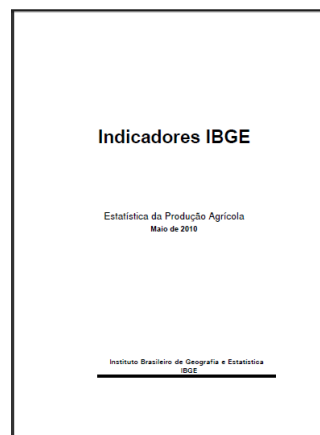 Indicadores IBGE
Estatística da Produção Agrícola
Maio de 2010
Instituto Brasileiro de Geografia e Estatística
IBGE